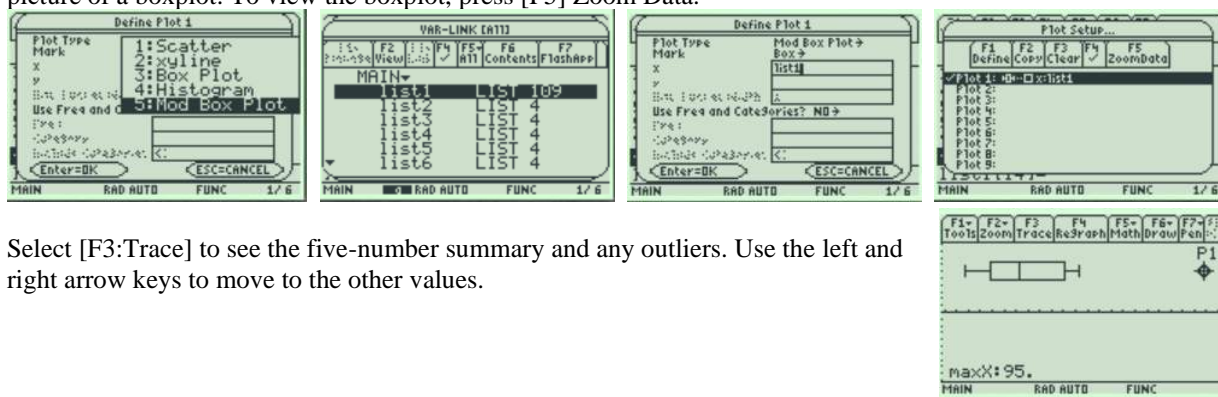 picture of a boxplot. To view the boxplot, press [F5] Zoom Data.
Define Plot 1
Plot Type
Mark
x
y
Use Freq and C
1:Scatter
2:xyline
3:Box Plot
4:Histogram
5:Mod Box Plot
Enter=OK ESC=CANCEL
MAIN RAD AUTO FUNC 1/6
VAR-LINK [All]
F2 View F4 ✓ F5▾ All F6 Contents F7 FlashApp
MAIN▾
list1 LIST 109
list2 LIST 4
list3 LIST 4
list4 LIST 4
list5 LIST 4
list6 LIST 4
MAIN RAD AUTO FUNC 1/6
Define Plot 1
Plot Type Mod Box Plot→
Mark Box→
x list1
y
Use Freq and Categories? NO→
Enter=OK ESC=CANCEL
MAIN RAD AUTO FUNC 1/6
Plot Setup...
F1 Define F2 Copy F3 Clear F4 ✓ F5 ZoomData
✓Plot 1: x:list1
Plot 2:
Plot 3:
Plot 4:
Plot 5:
Plot 6:
Plot 7:
Plot 8:
Plot 9:
MAIN RAD AUTO FUNC 1/6
Select [F3:Trace] to see the five-number summary and any outliers. Use the left and
right arrow keys to move to the other values.
F1▾ Tools F2▾ Zoom F3 Trace F4 ReGraph F5▾ Math F6▾ Draw F7▾ Pen
P1
maxX:95.
MAIN RAD AUTO FUNC